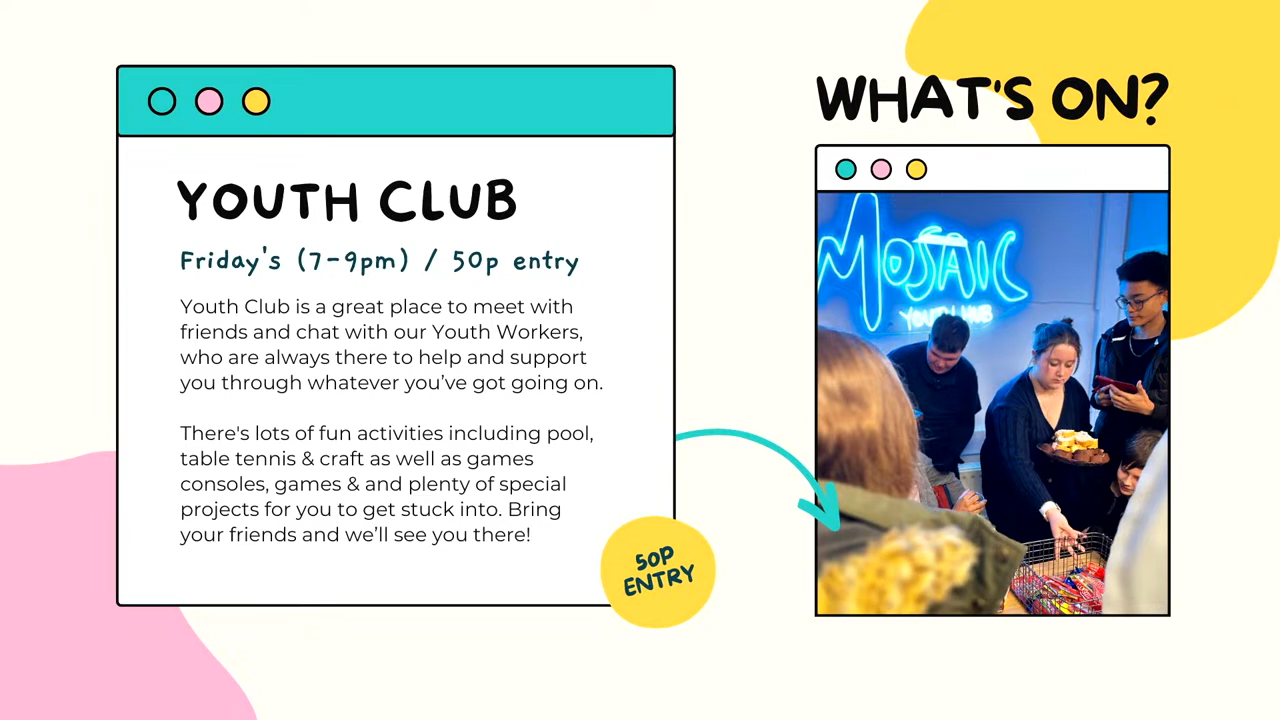 YOUTH CLUB
Friday's (7-9pm) / 50p entry
Youth Club is a great place to meet with
friends and chat with our Youth Workers,
who are always there to help and support
you through whatever you've got going on.
There's lots of fun activities including pool,
table tennis & craft as well as games
consoles, games & and plenty of special
projects for you to get stuck into. Bring
your friends and we'll see you there!
50P
ENTRY
WHAT'S ON?
MOSAIC
YOUTH HUB